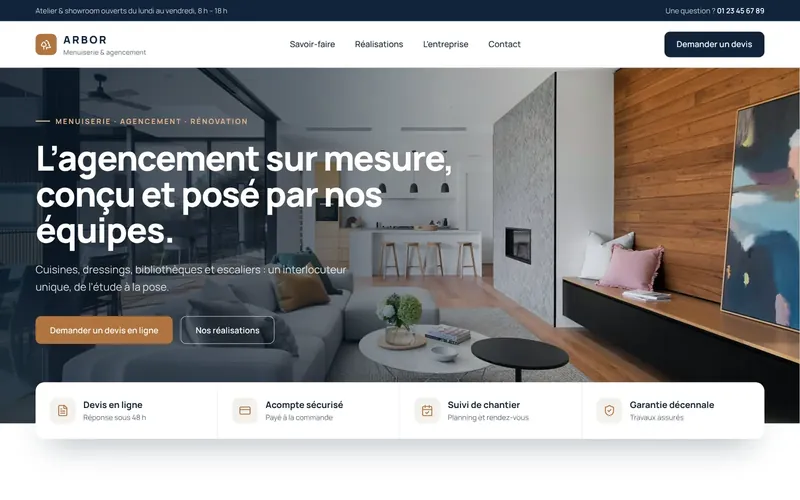 Atelier & showroom ouverts du lundi au vendredi, 8 h – 18 h
Une question ? 01 23 45 67 89
ARBOR
Menuiserie & agencement
Savoir-faire
Réalisations
L'entreprise
Contact
Demander un devis
MENUISERIE · AGENCEMENT · RÉNOVATION
L'agencement sur mesure,
conçu et posé par nos
équipes.
Cuisines, dressings, bibliothèques et escaliers : un interlocuteur
unique, de l'étude à la pose.
Demander un devis en ligne
Nos réalisations
Devis en ligne
Réponse sous 48 h
Acompte sécurisé
Payé à la commande
Suivi de chantier
Planning et rendez-vous
Garantie décennale
Travaux assurés